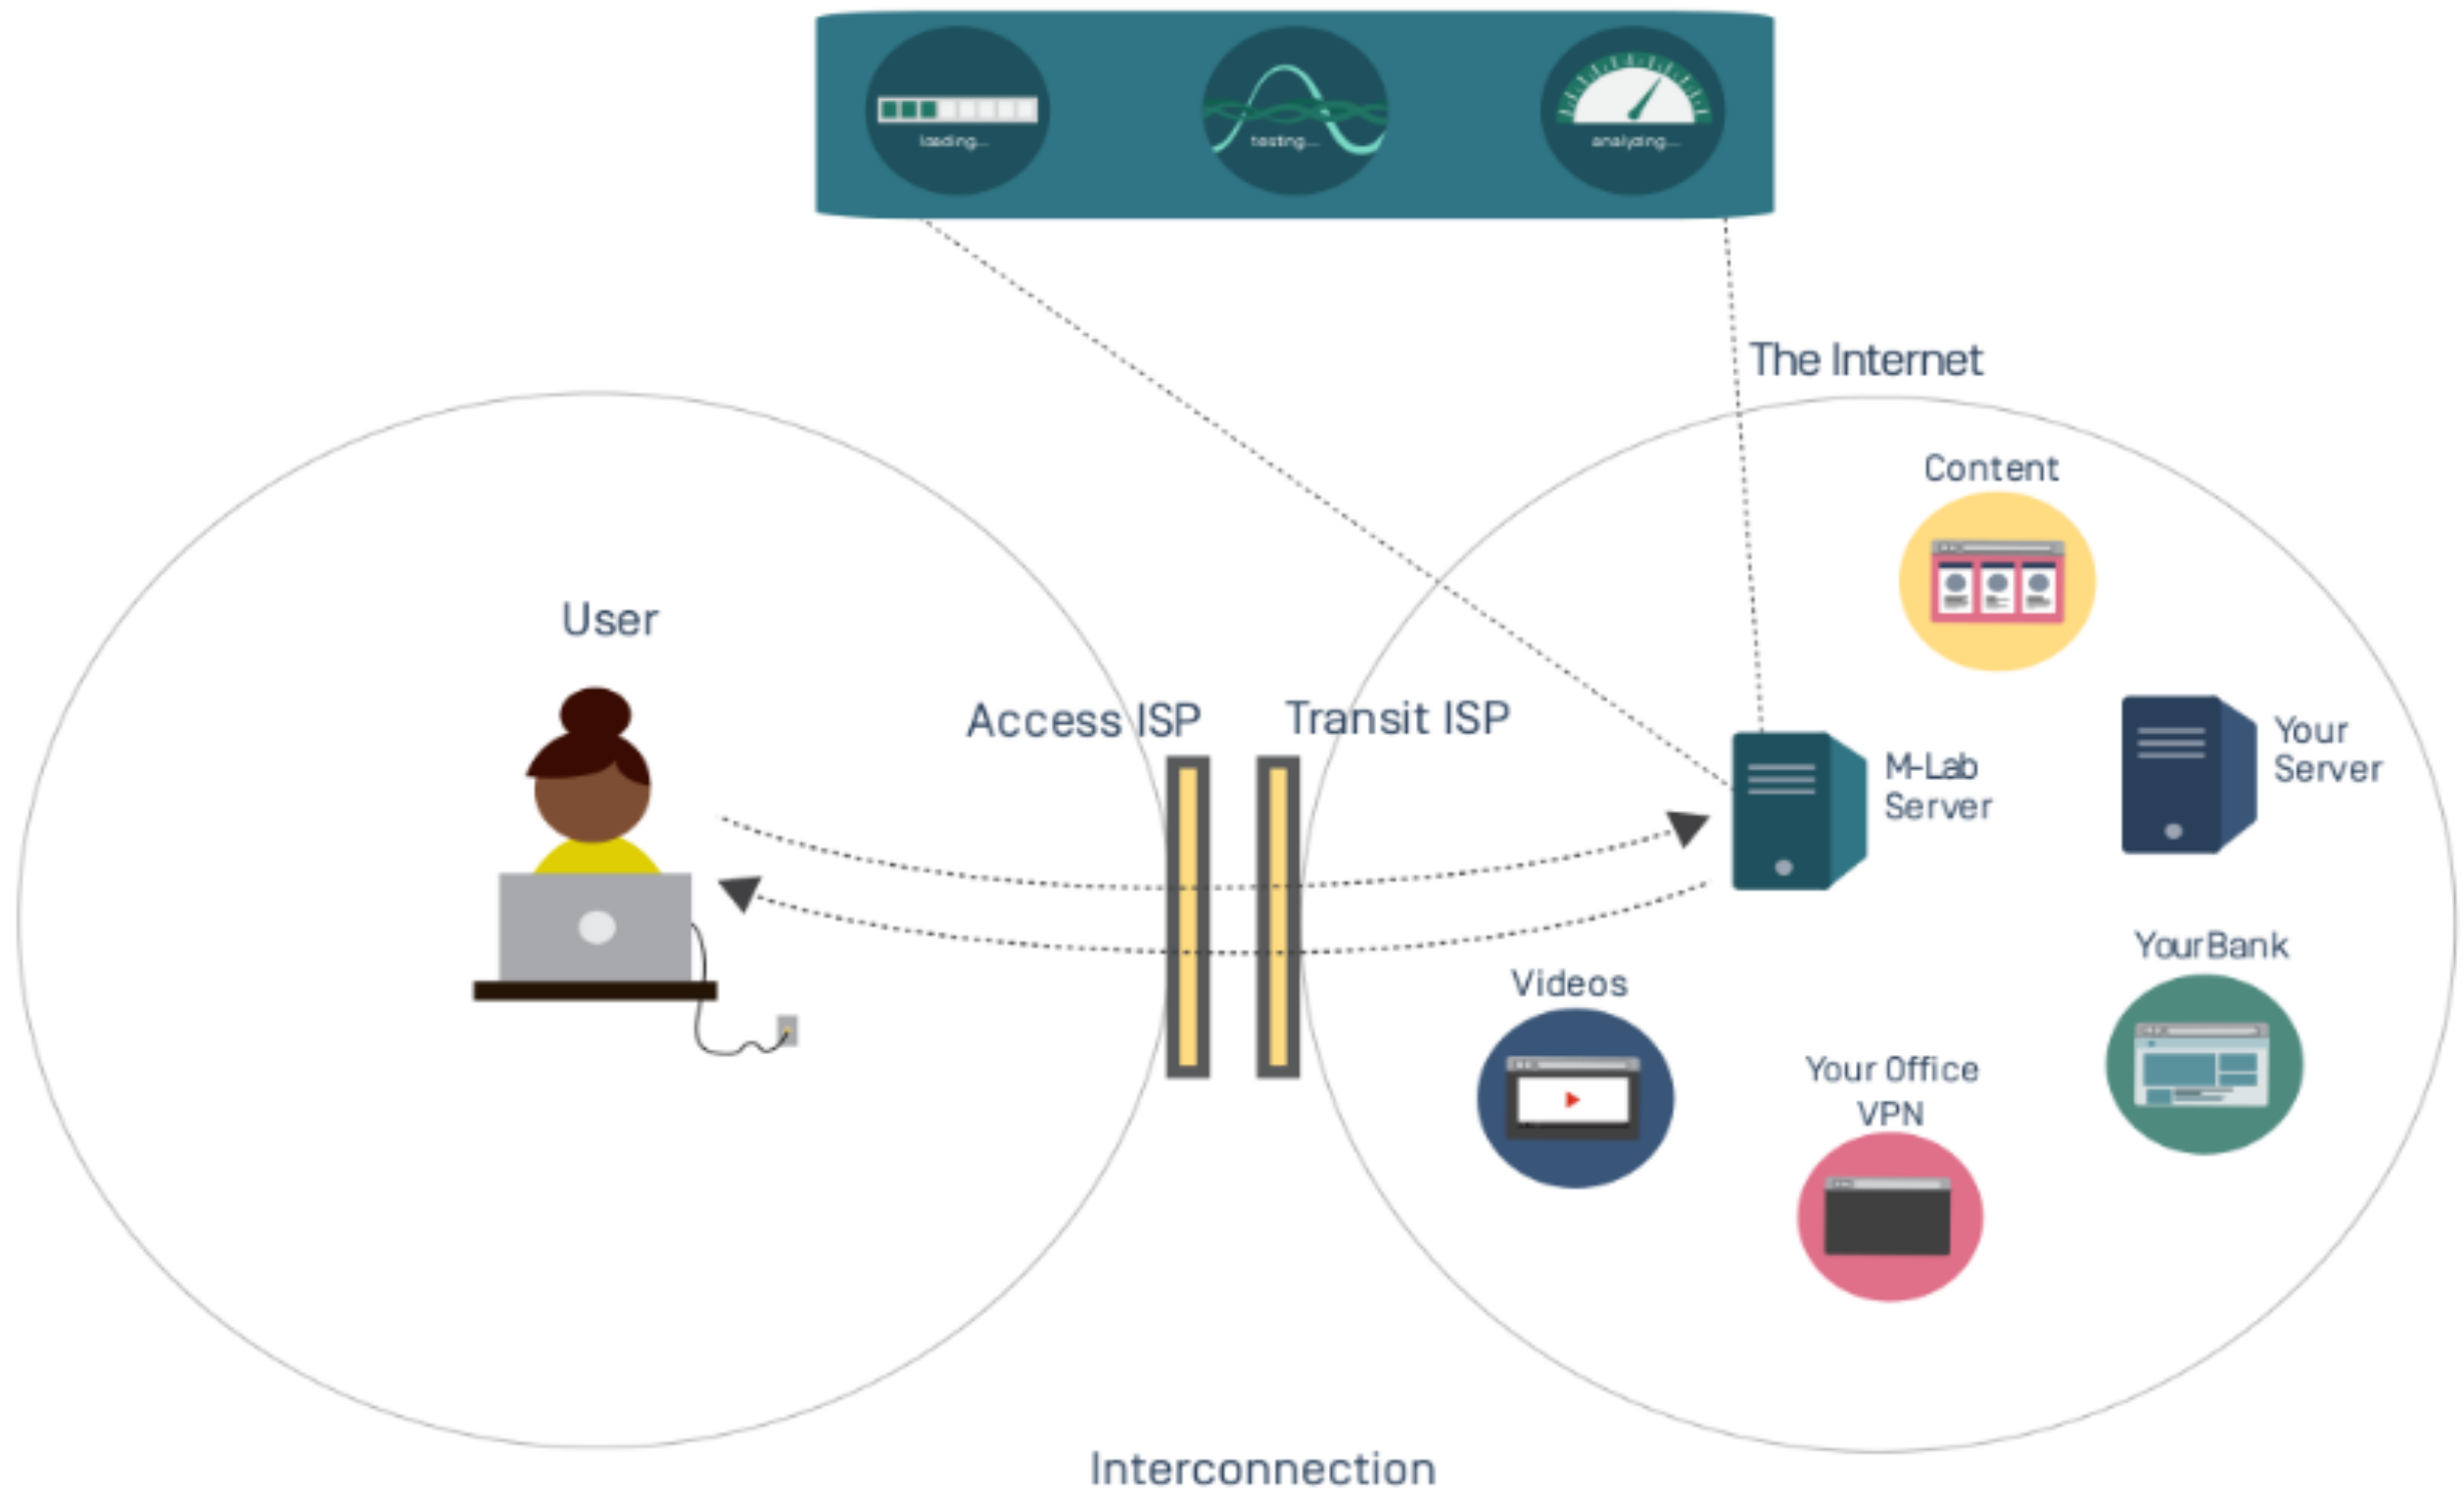 loading...
testing...
analyzing...
The Internet
Content
User
Access ISP
Transit ISP
M-Lab
Server
Your
Server
YourBank
Videos
Your Office
VPN
Interconnection